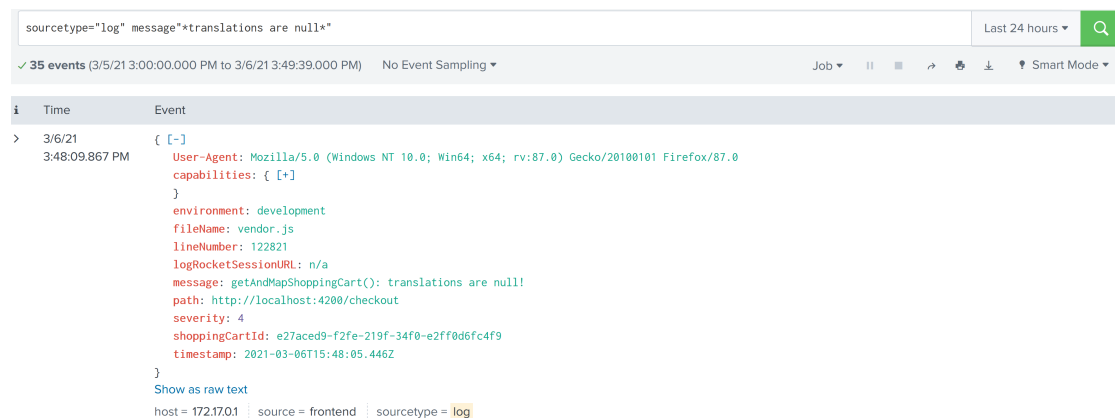 sourcetype="log" message"*translations are null*"
Last 24 hours
35 events (3/5/21 3:00:00.000 PM to 3/6/21 3:49:39.000 PM)
No Event Sampling
Job
Smart Mode
i Time Event
3/6/21
3:48:09.867 PM
{ [-]
User-Agent: Mozilla/5.0 (Windows NT 10.0; Win64; x64; rv:87.0) Gecko/20100101 Firefox/87.0
capabilities: { [+]
}
environment: development
fileName: vendor.js
lineNumber: 122821
logRocketSessionURL: n/a
message: getAndMapShoppingCart(): translations are null!
path: http://localhost:4200/checkout
severity: 4
shoppingCartId: e27aced9-f2fe-219f-34f0-e2ff0d6fc4f9
timestamp: 2021-03-06T15:48:05.446Z
}
Show as raw text
host = 172.17.0.1 source = frontend sourcetype = log